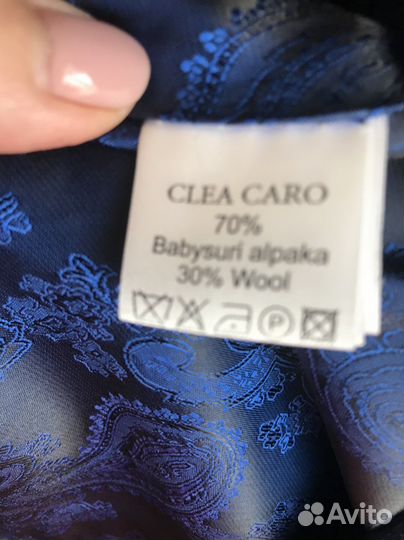 CLEA CARO
70%
Babysuri alpaka
30% Wool
P
Avito